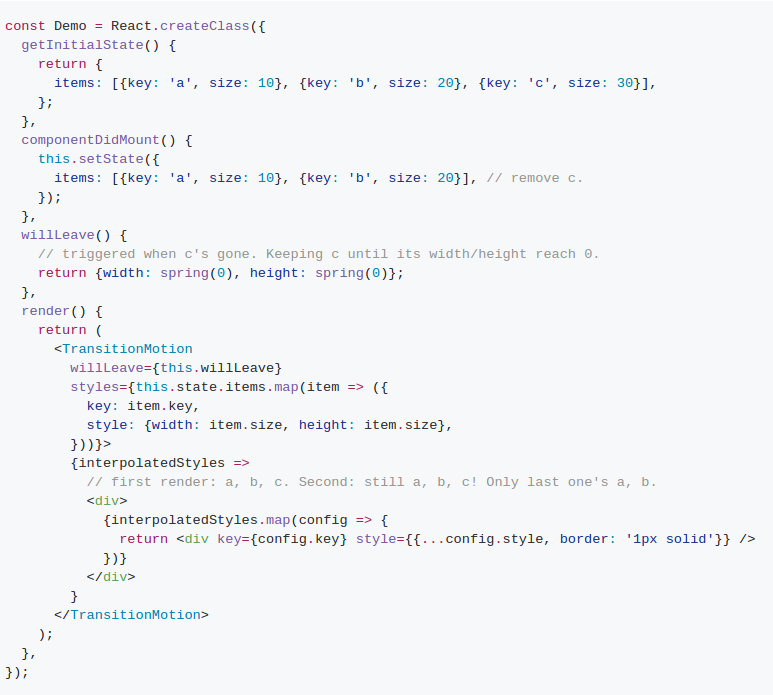 const Demo = React.createClass({
  getInitialState() {
    return {
      items: [{key: 'a', size: 10}, {key: 'b', size: 20}, {key: 'c', size: 30}],
    };
  },
  componentDidMount() {
    this.setState({
      items: [{key: 'a', size: 10}, {key: 'b', size: 20}], // remove c.
    });
  },
  willLeave() {
    // triggered when c's gone. Keeping c until its width/height reach 0.
    return {width: spring(0), height: spring(0)};
  },
  render() {
    return (
      <TransitionMotion
        willLeave={this.willLeave}
        styles={this.state.items.map(item => ({
          key: item.key,
          style: {width: item.size, height: item.size},
        }))}>
        {interpolatedStyles =>
          // first render: a, b, c. Second: still a, b, c! Only last one's a, b.
          <div>
            {interpolatedStyles.map(config => {
              return <div key={config.key} style={{...config.style, border: '1px solid'}} />
            })}
          </div>
        }
      </TransitionMotion>
    );
  },
});